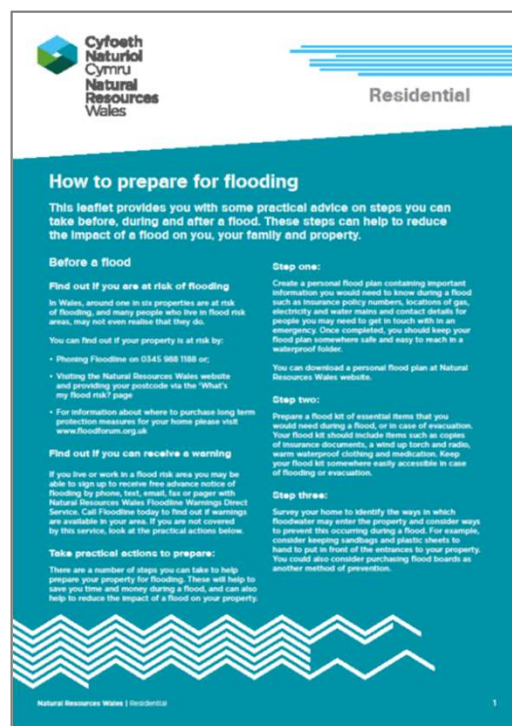 Cyfoeth
Naturiol
Cymru
Natural
Resources
Wales
Residential
How to prepare for flooding
This leaflet provides you with some practical advice on steps you can
take before, during and after a flood. These steps can help to reduce
the impact of a flood on you, your family and property.
Before a flood
Find out if you are at risk of flooding
In Wales, around one in six properties are at risk
of flooding, and many people who live in flood risk
areas, may not even realise that they do.
You can find out if your property is at risk by:
• Phoning Floodline on 0345 988 1188 or;
• Visiting the Natural Resources Wales website
and providing your postcode via the 'What's
my flood risk? page
• For information about where to purchase long term
protection measures for your home please visit
www.floodforum.org.uk
Find out if you can receive a warning
If you live or work in a flood risk area you may be
able to sign up to receive free advance notice of
flooding by phone, text, email, fax or pager with
Natural Resources Wales Floodline Warnings Direct
Service. Call Floodline today to find out if warnings
are available in your area. If you are not covered
by this service, look at the practical actions below.
Take practical actions to prepare:
There are a number of steps you can take to help
prepare your property for flooding. These will help to
save you time and money during a flood, and can also
help to reduce the impact of a flood on your property.
Step one:
Create a personal flood plan containing important
information you would need to know during a flood
such as insurance policy numbers, locations of gas,
electricity and water mains and contact details for
people you may need to get in touch with in an
emergency. Once completed, you should keep your
flood plan somewhere safe and easy to reach in a
waterproof folder.
You can download a personal flood plan at Natural
Resources Wales website.
Step two:
Prepare a flood kit of essential items that you
would need during a flood, or in case of evacuation.
Your flood kit should include items such as copies
of insurance documents, a wind up torch and radio,
warm waterproof clothing and medication. Keep
your flood kit somewhere easily accessible in case
of flooding or evacuation.
Step three:
Survey your home to identify the ways in which
floodwater may enter the property and consider ways
to prevent this occurring during a flood. For example,
consider keeping sandbags and plastic sheets to
hand to put in front of the entrances to your property.
You could also consider purchasing flood boards as
another method of prevention.
Natural Resources Wales | Residential
1